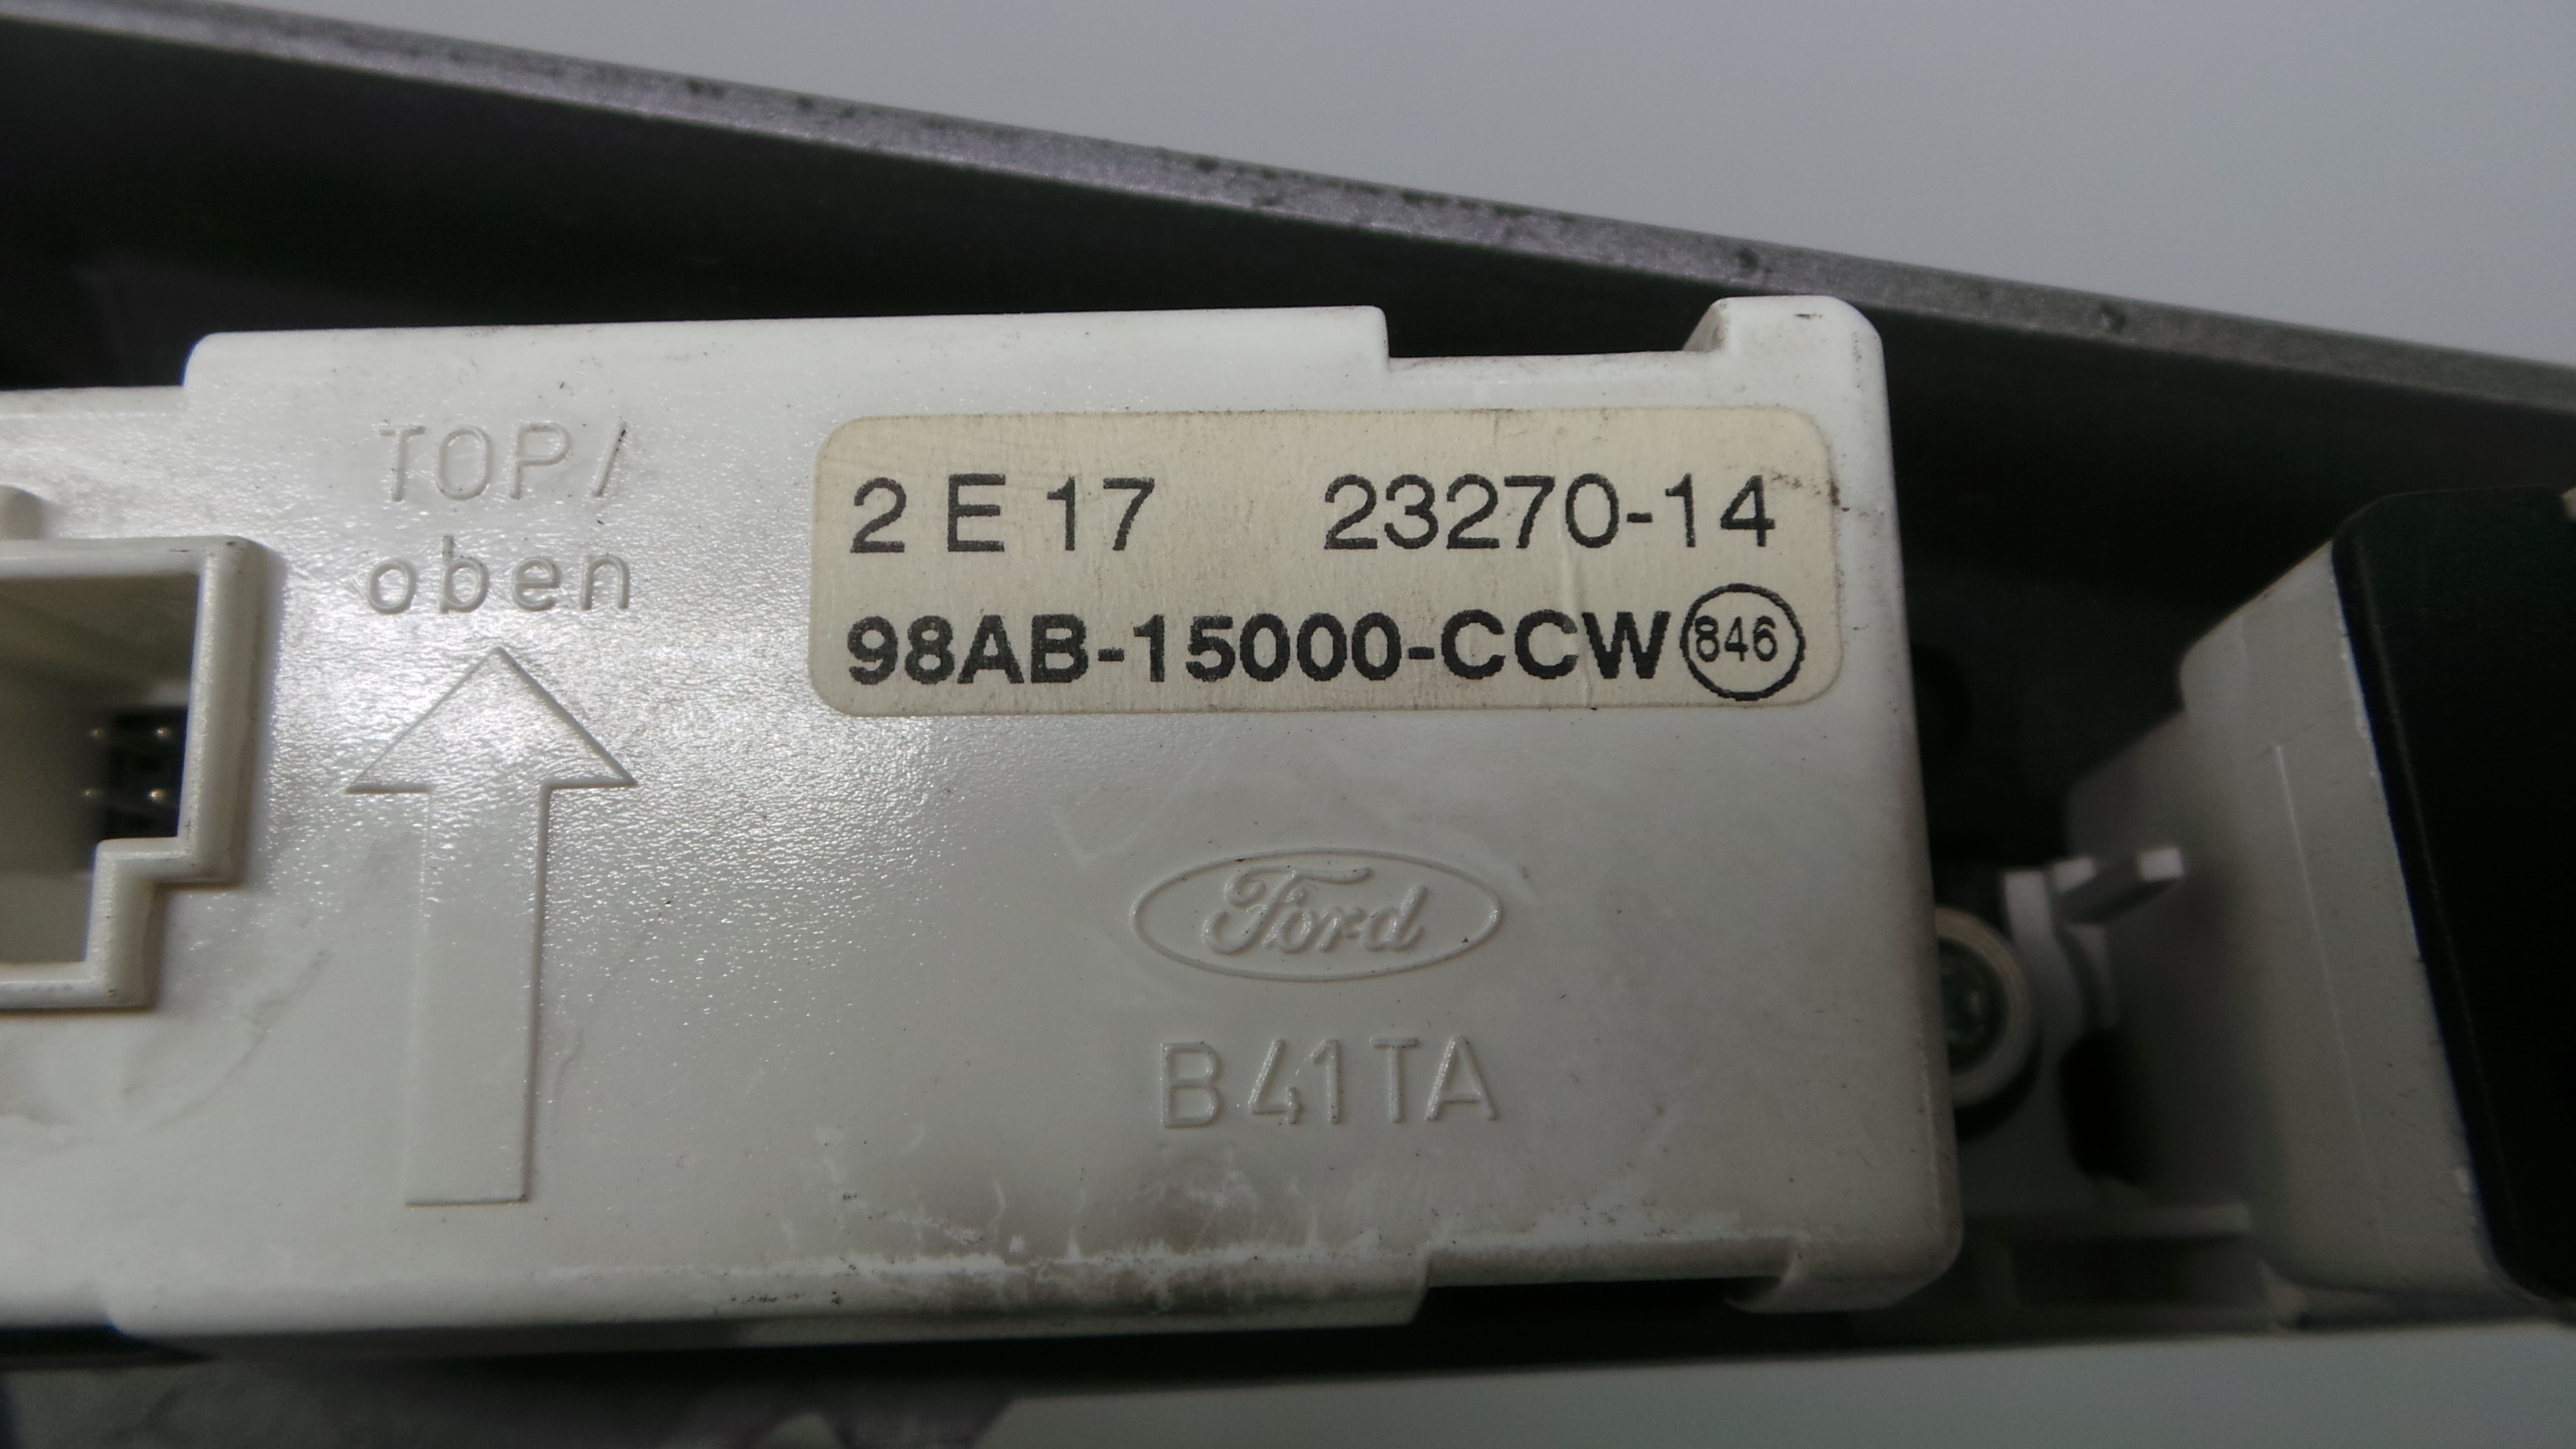 TOP/
oben
2 E 17 23270-14
98AB-15000-CCW 846
Ford
B41TA